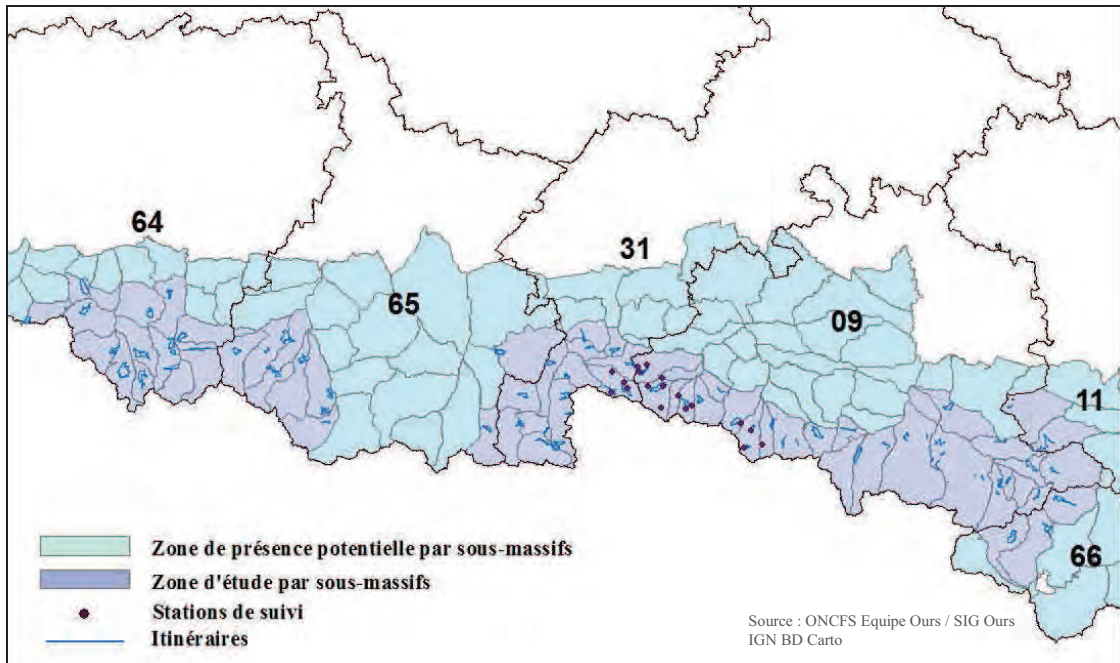 64
31
65
09
11
66
Zone de présence potentielle par sous-massifs
Zone d'étude par sous-massifs
Stations de suivi
Itinéraires
Source : ONCFS Equipe Ours / SIG Ours
IGN BD Carto